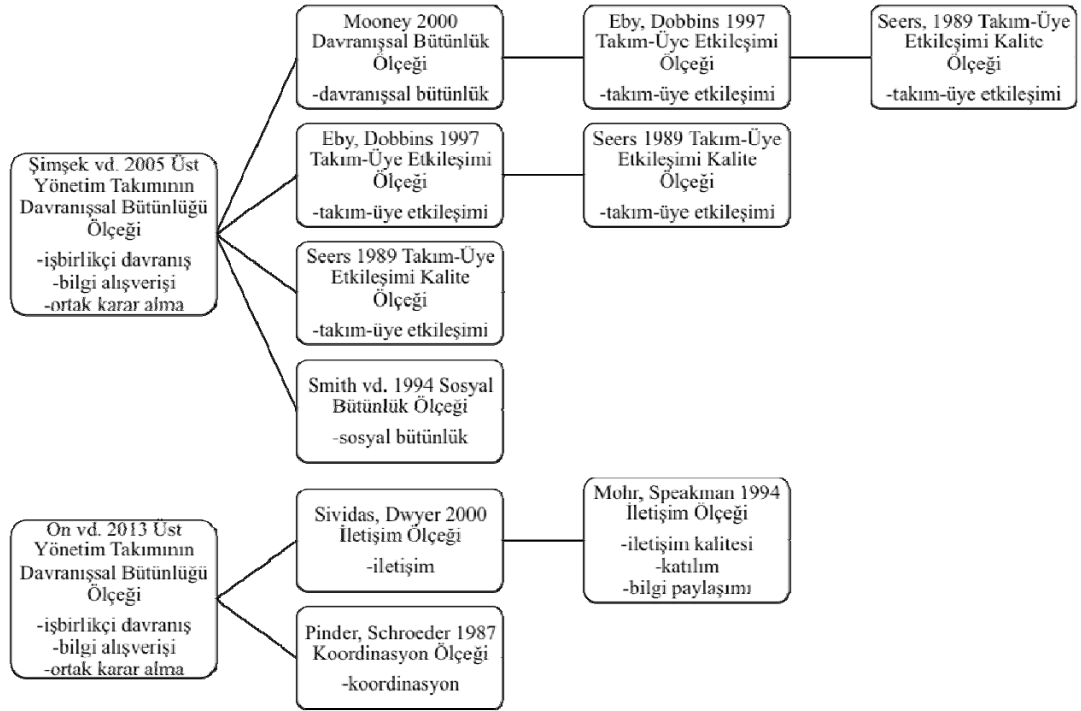 Mooney 2000
Davranışsal Bütünlük
Ölçeği
-davranışsal bütünlük
Eby, Dobbins 1997
Takım-Üye Etkileşimi
Ölçeği
-takım-üye etkileşimi
Seers, 1989 Takım-Üye
Etkileşimi Kalite
Ölçeği
-takım-üye etkileşimi
Şimşek vd. 2005 Üst
Yönetim Takımının
Davranışsal Bütünlüğü
Ölçeği
-işbirlikçi davranış
-bilgi alışverişi
-ortak karar alma
Eby, Dobbins 1997
Takım-Üye Etkileşimi
Ölçeği
-takım-üye etkileşimi
Seers 1989 Takım-Üye
Etkileşimi Kalite
Ölçeği
-takım-üye etkileşimi
Seers 1989 Takım-Üye
Etkileşimi Kalite
Ölçeği
-takım-üye etkileşimi
Smith vd. 1994 Sosyal
Bütünlük Ölçeği
-sosyal bütünlük
On vd. 2013 Üst
Yönetim Takımının
Davranışsal Bütünlüğü
Ölçeği
-işbirlikçi davranış
-bilgi alışverişi
-ortak karar alma
Sividas, Dwyer 2000
İletişim Ölçeği
-iletişim
Mohr, Speakman 1994
İletişim Ölçeği
-iletişim kalitesi
-katılım
-bilgi paylaşımı
Pinder, Schroeder 1987
Koordinasyon Ölçeği
-koordinasyon